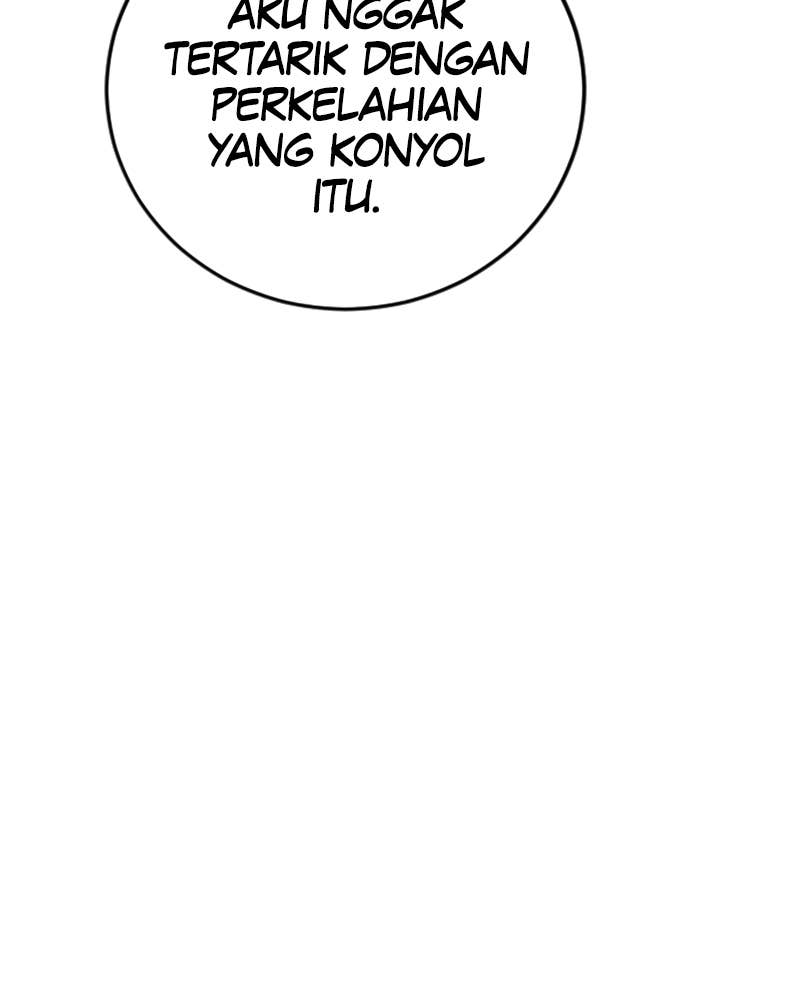 AKU NGGAK
TERTARIK DENGAN
PERKELAHIAN
YANG KONYOL
ITU.